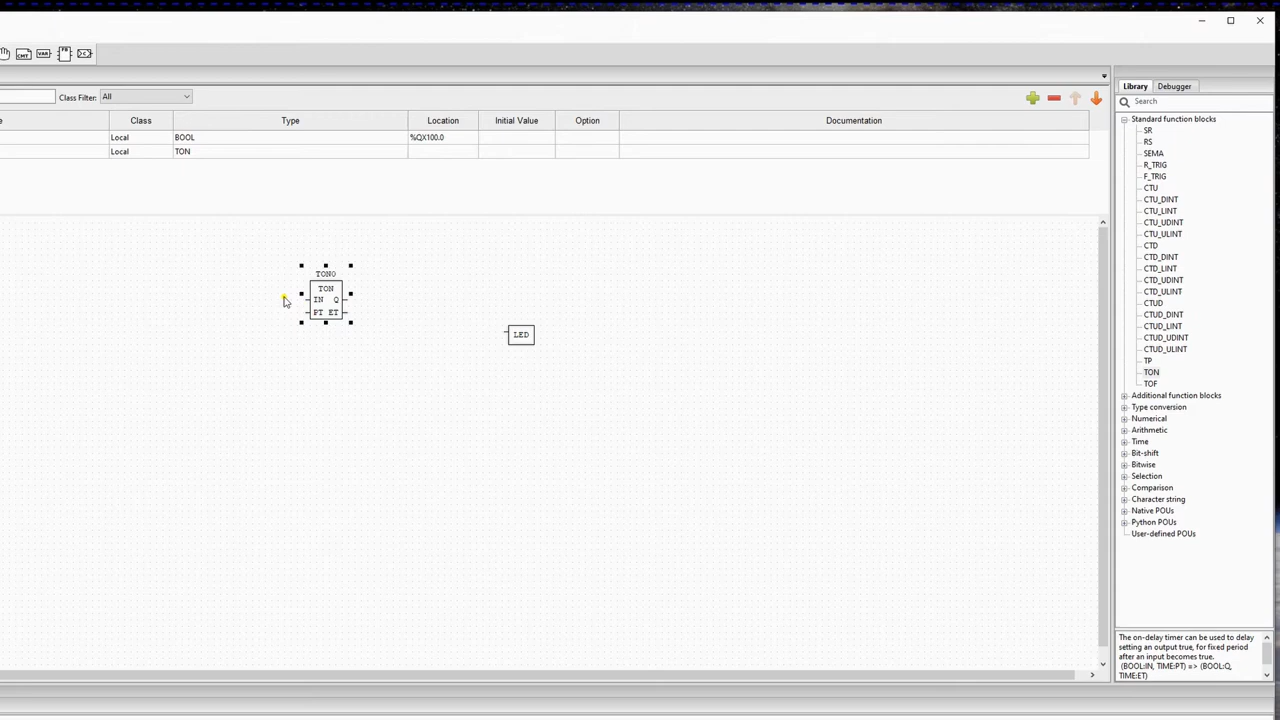 CMT VAR FB
Class Filter: All
Class Type Location Initial Value Option Documentation
Local BOOL %QX100.0
Local TON
TON0
TON
IN Q
PT ET
LED
Library Debugger
Search
Standard function blocks
SR
RS
SEMA
R_TRIG
F_TRIG
CTU
CTU_DINT
CTU_LINT
CTU_UDINT
CTU_ULINT
CTD
CTD_DINT
CTD_LINT
CTD_UDINT
CTD_ULINT
CTUD
CTUD_DINT
CTUD_LINT
CTUD_UDINT
CTUD_ULINT
TP
TON
TOF
Additional function blocks
Type conversion
Numerical
Arithmetic
Time
Bit-shift
Bitwise
Selection
Comparison
Character string
Native POUs
Python POUs
User-defined POUs
The on-delay timer can be used to delay
setting an output true, for fixed period
after an input becomes true.
(BOOL:IN, TIME:PT) => (BOOL:Q,
TIME:ET)